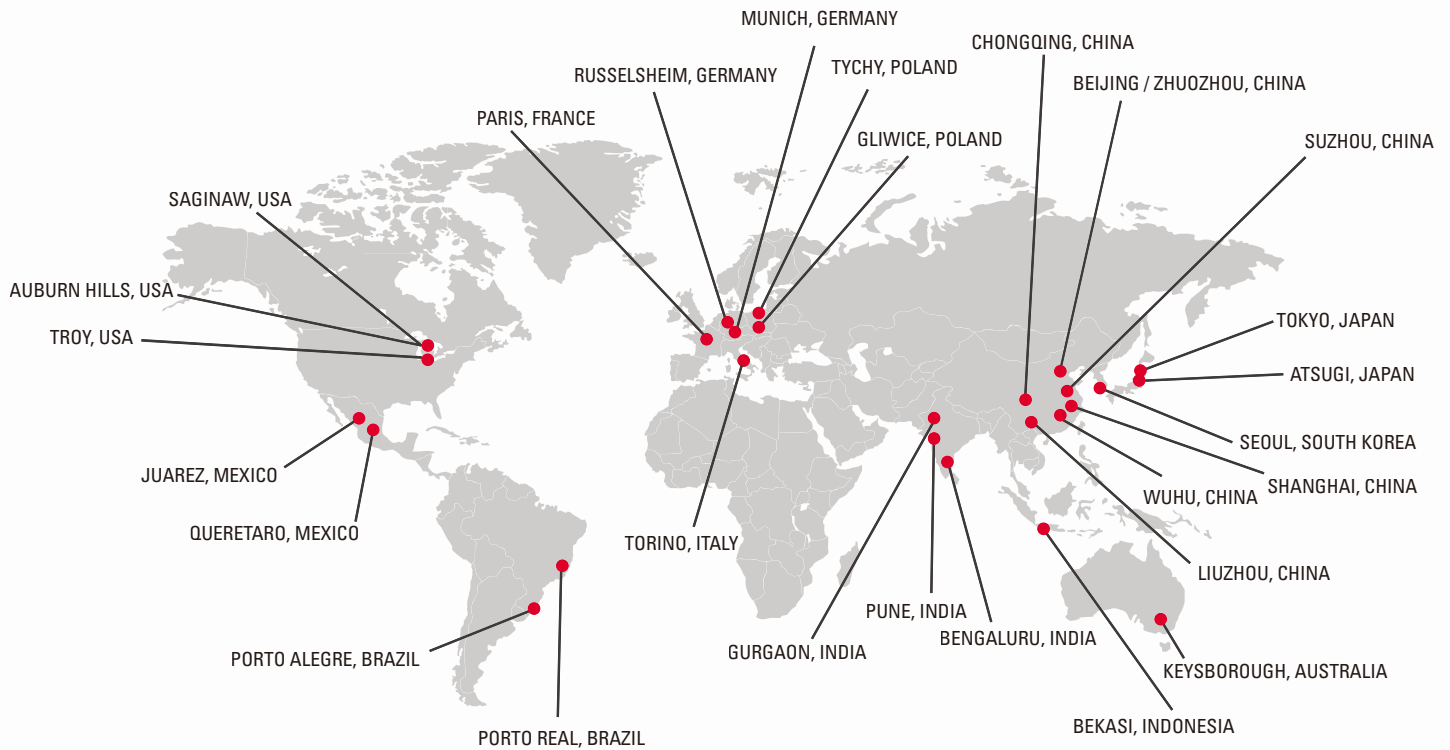 MUNICH, GERMANY
CHONGQING, CHINA
TYCHY, POLAND
RUSSELSHEIM, GERMANY
BEIJING / ZHUOZHOU, CHINA
PARIS, FRANCE
GLIWICE, POLAND
SUZHOU, CHINA
SAGINAW, USA
AUBURN HILLS, USA
TROY, USA
TOKYO, JAPAN
ATSUGI, JAPAN
SEOUL, SOUTH KOREA
JUAREZ, MEXICO
SHANGHAI, CHINA
WUHU, CHINA
QUERETARO, MEXICO
TORINO, ITALY
LIUZHOU, CHINA
PUNE, INDIA
BENGALURU, INDIA
GURGAON, INDIA
PORTO ALEGRE, BRAZIL
KEYSBOROUGH, AUSTRALIA
BEKASI, INDONESIA
PORTO REAL, BRAZIL